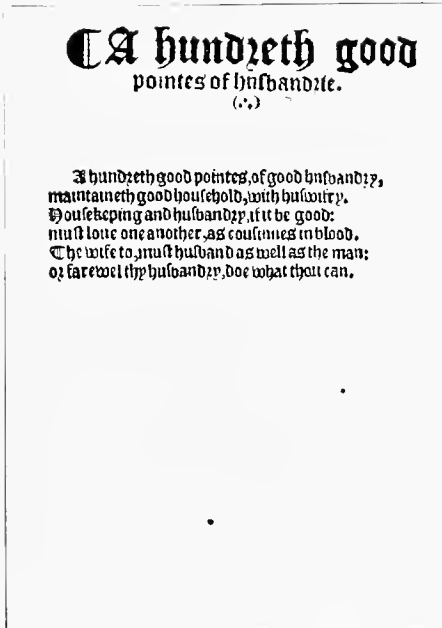 ¶A hundreth good
pointes of husbandrie.
(∴)
A hundreth good pointes, of good husbandry,
maintaineth good household, with huswifry.
Housekeping and husbandry, if it be good:
must loue one another, as cousinnes in blood.
The wife to, must husband as well as the man:
or farewel thy husbandry, doe what thou can.